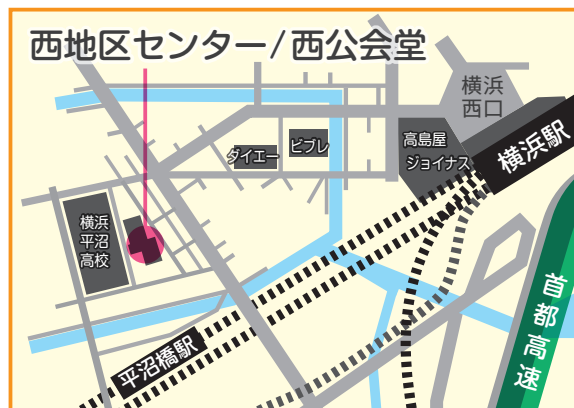 西地区センター/西公会堂
横浜
西口
高島屋
ジョイナス
横浜駅
ダイエー
ビブレ
横浜
平沼
高校
首都高速
平沼橋駅